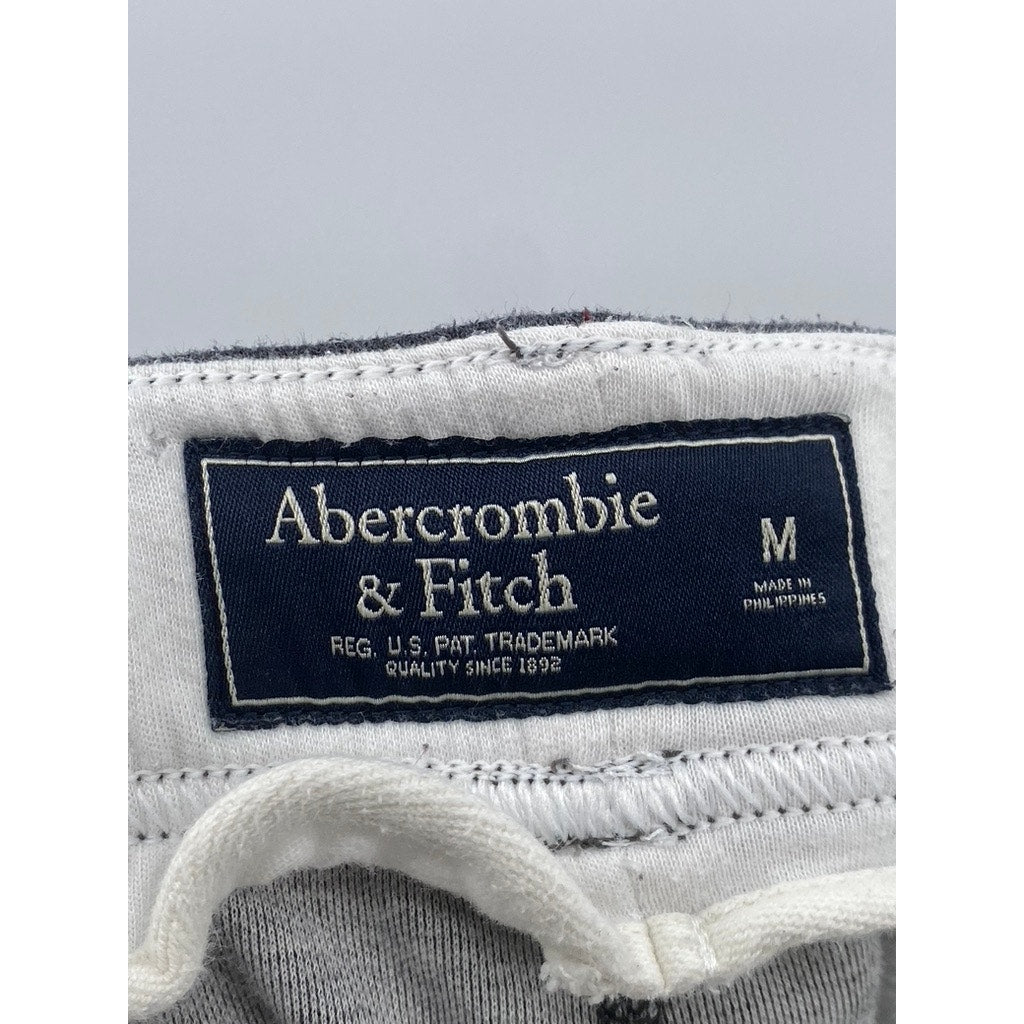 Abercrombie
& Fitch
REG. U.S. PAT. TRADEMARK
QUALITY SINCE 1892
M
MADE IN
PHILIPPINES